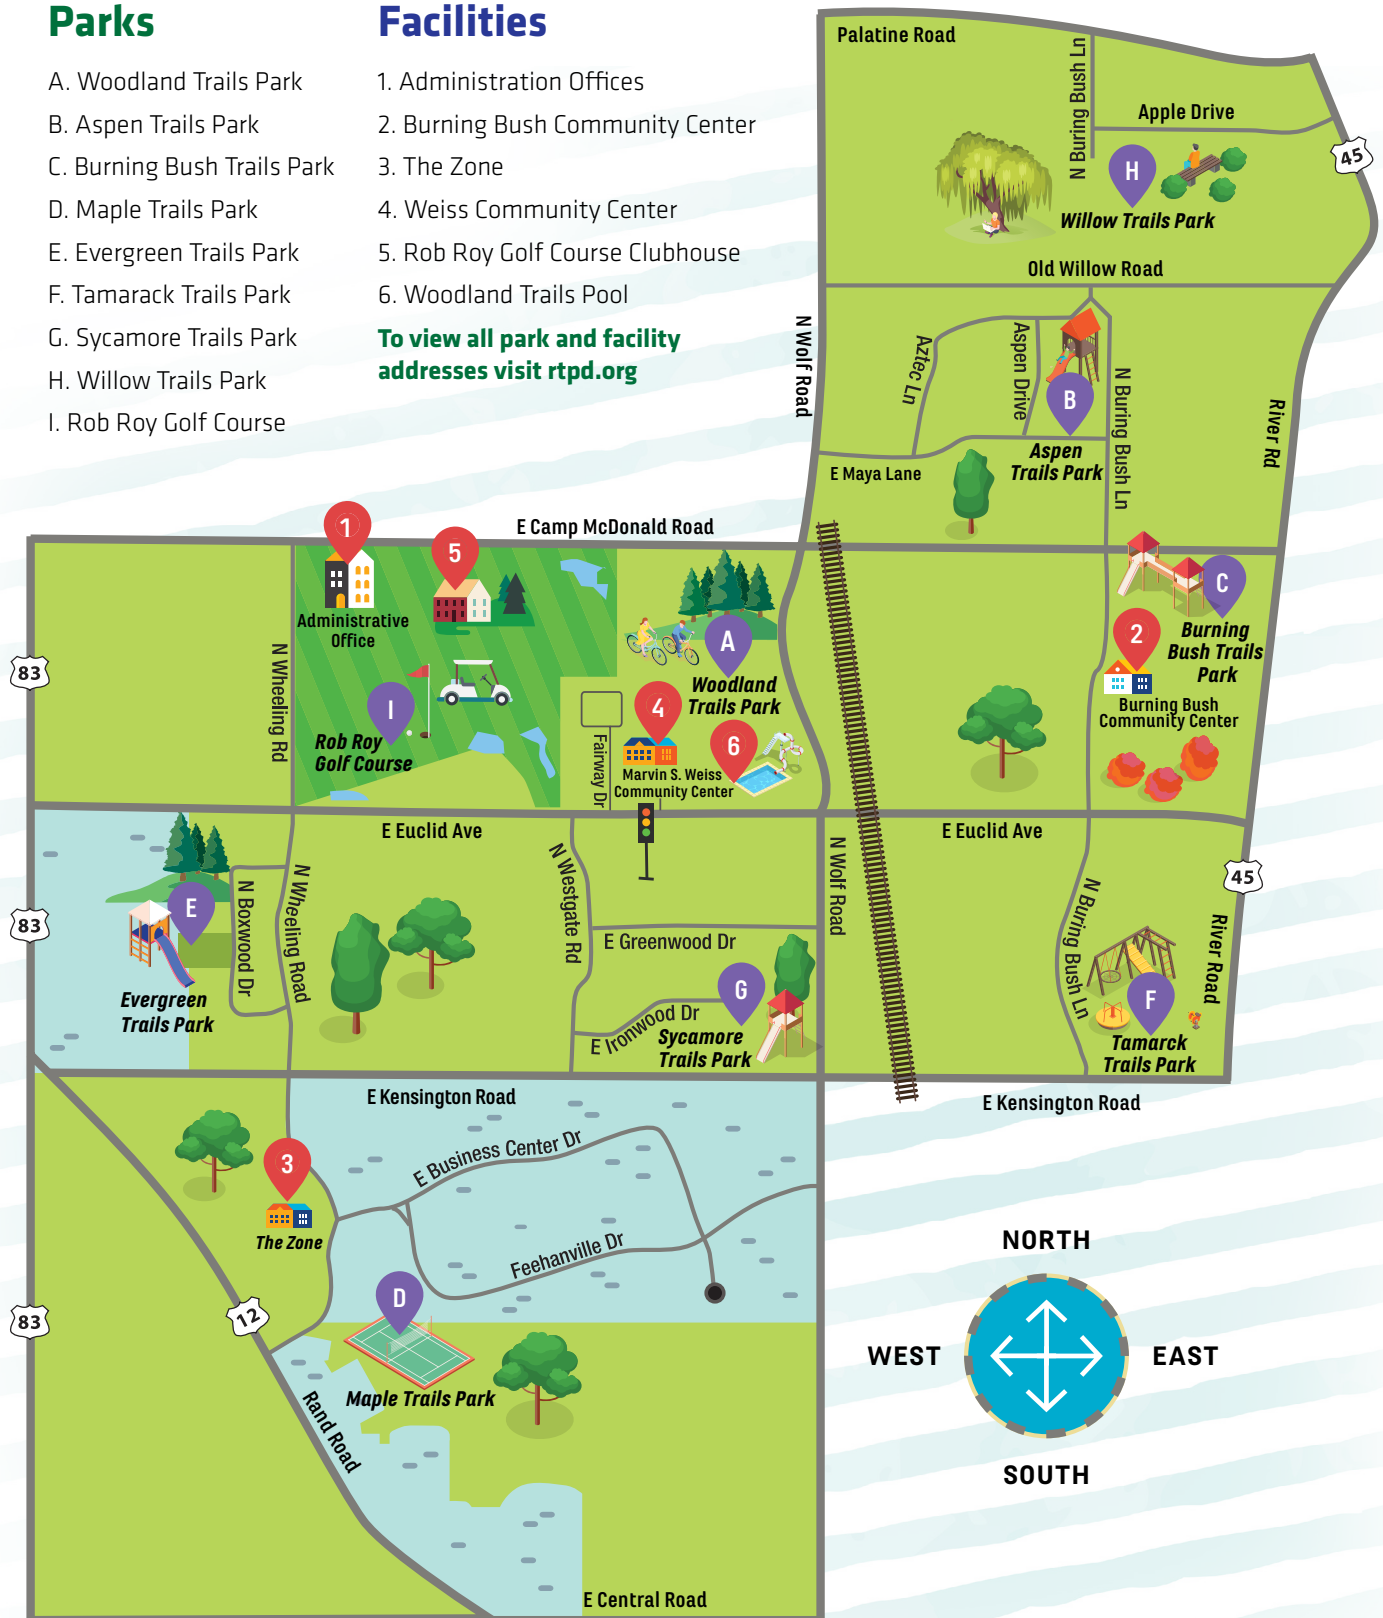 Parks
A. Woodland Trails Park
B. Aspen Trails Park
C. Burning Bush Trails Park
D. Maple Trails Park
E. Evergreen Trails Park
F. Tamarack Trails Park
G. Sycamore Trails Park
H. Willow Trails Park
I. Rob Roy Golf Course
Facilities
1. Administration Offices
2. Burning Bush Community Center
3. The Zone
4. Weiss Community Center
5. Rob Roy Golf Course Clubhouse
6. Woodland Trails Pool
To view all park and facility
addresses visit rtpd.org
Palatine Road
N Buring Bush Ln
Apple Drive
45
H
Willow Trails Park
Old Willow Road
N Wolf Road
Aztec Ln
Aspen Drive
B
N Buring Bush Ln
River Rd
Aspen
Trails Park
E Maya Lane
E Camp McDonald Road
1
5
Administrative
Office
83
N Wheeling Rd
I
Rob Roy
Golf Course
A
Woodland
Trails Park
4
6
Fairway Dr
Marvin S. Weiss
Community Center
C
2
Burning
Bush Trails
Park
Burning Bush
Community Center
E Euclid Ave
E Euclid Ave
45
83
E
N Boxwood Dr
N Wheeling Road
Evergreen
Trails Park
N Westgate Rd
E Greenwood Dr
N Wolf Road
G
E Ironwood Dr
Sycamore
Trails Park
N Buring Bush Ln
River Road
F
Tamarck
Trails Park
E Kensington Road
E Kensington Road
3
The Zone
E Business Center Dr
Feehanville Dr
83
12
D
Maple Trails Park
Rand Road
E Central Road
NORTH
WEST
EAST
SOUTH